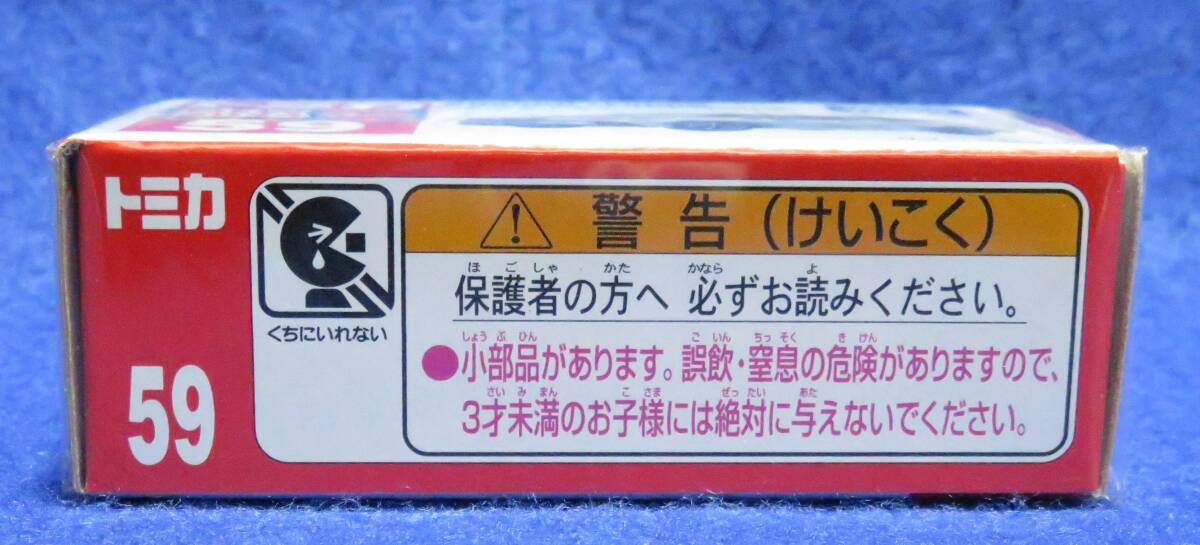 59
トミカ
くちにいれない
59
警告(けいこく)
ほごしゃ かた かなら よ
保護者の方へ 必ずお読みください。
しょうぶひん ごいん ちっそく きけん
●小部品があります。誤飲・窒息の危険がありますので、
さいみまん こさま ぜったい あた
3才未満のお子様には絶対に与えないでください。